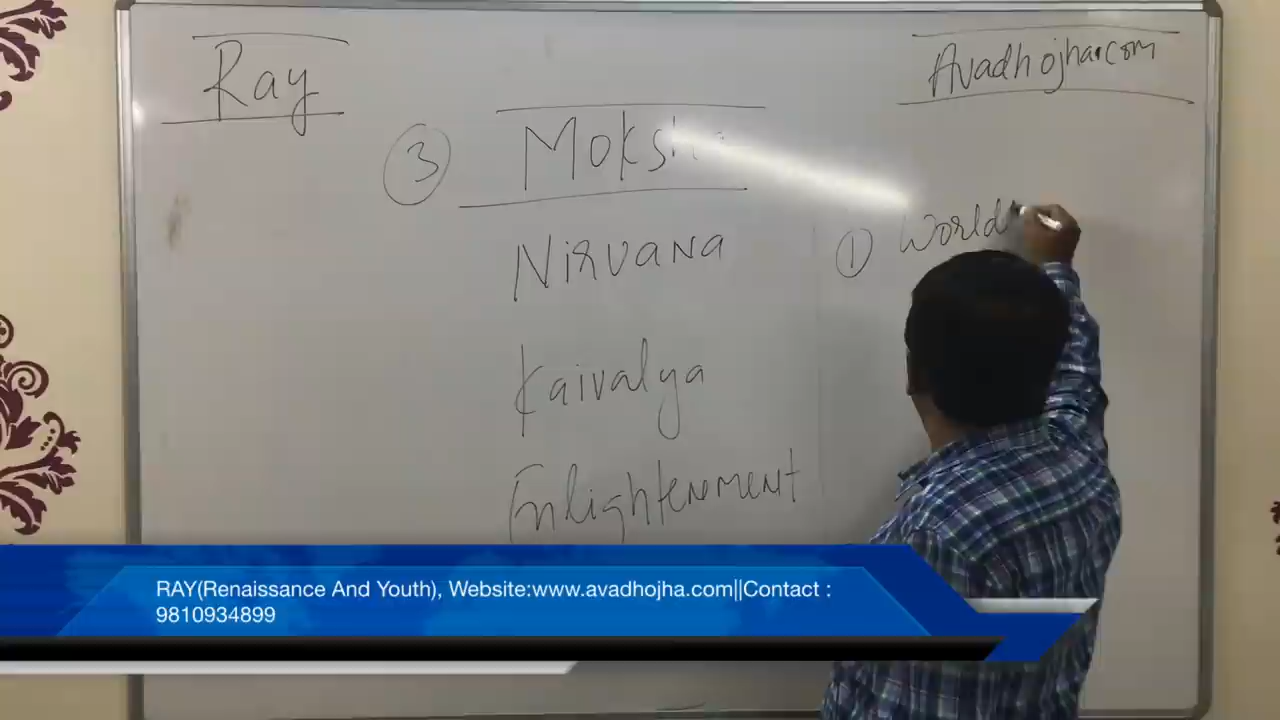 Ray
Avadhojha.com
3 Moksh
Nirvana
1 World
Kaivalya
Enlightenment
RAY(Renaissance And Youth), Website:www.avadhojha.com||Contact :
9810934899